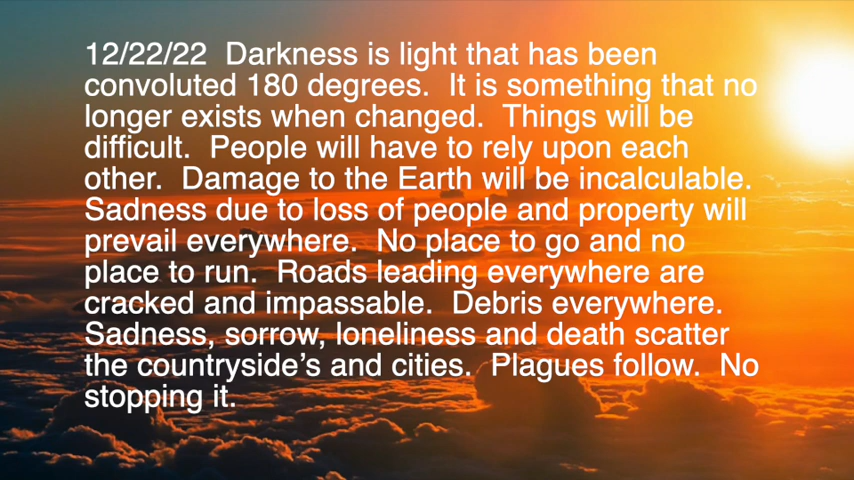 12/22/22  Darkness is light that has been
convoluted 180 degrees.  It is something that no
longer exists when changed.  Things will be
difficult.  People will have to rely upon each
other.  Damage to the Earth will be incalculable.
Sadness due to loss of people and property will
prevail everywhere.  No place to go and no
place to run.  Roads leading everywhere are
cracked and impassable.  Debris everywhere.
Sadness, sorrow, loneliness and death scatter
the countryside's and cities.  Plagues follow.  No
stopping it.